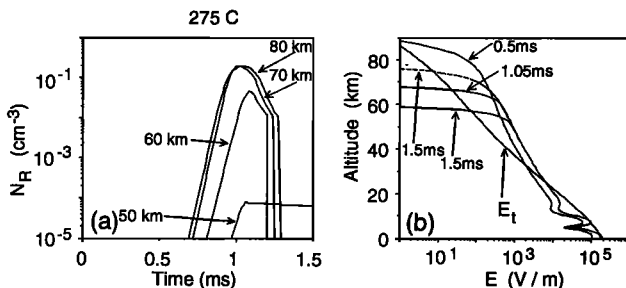 275 C
80 km
70 km
60 km
50 km
10^-1
10^-3
10^-5
N_R (cm^-3)
(a)
0.5
1
1.5
Time (ms)
80
60
40
20
0
Altitude (km)
0.5ms
1.05ms
1.5ms
1.5ms
E_t
(b)
10^1
10^3
10^5
E (V / m)